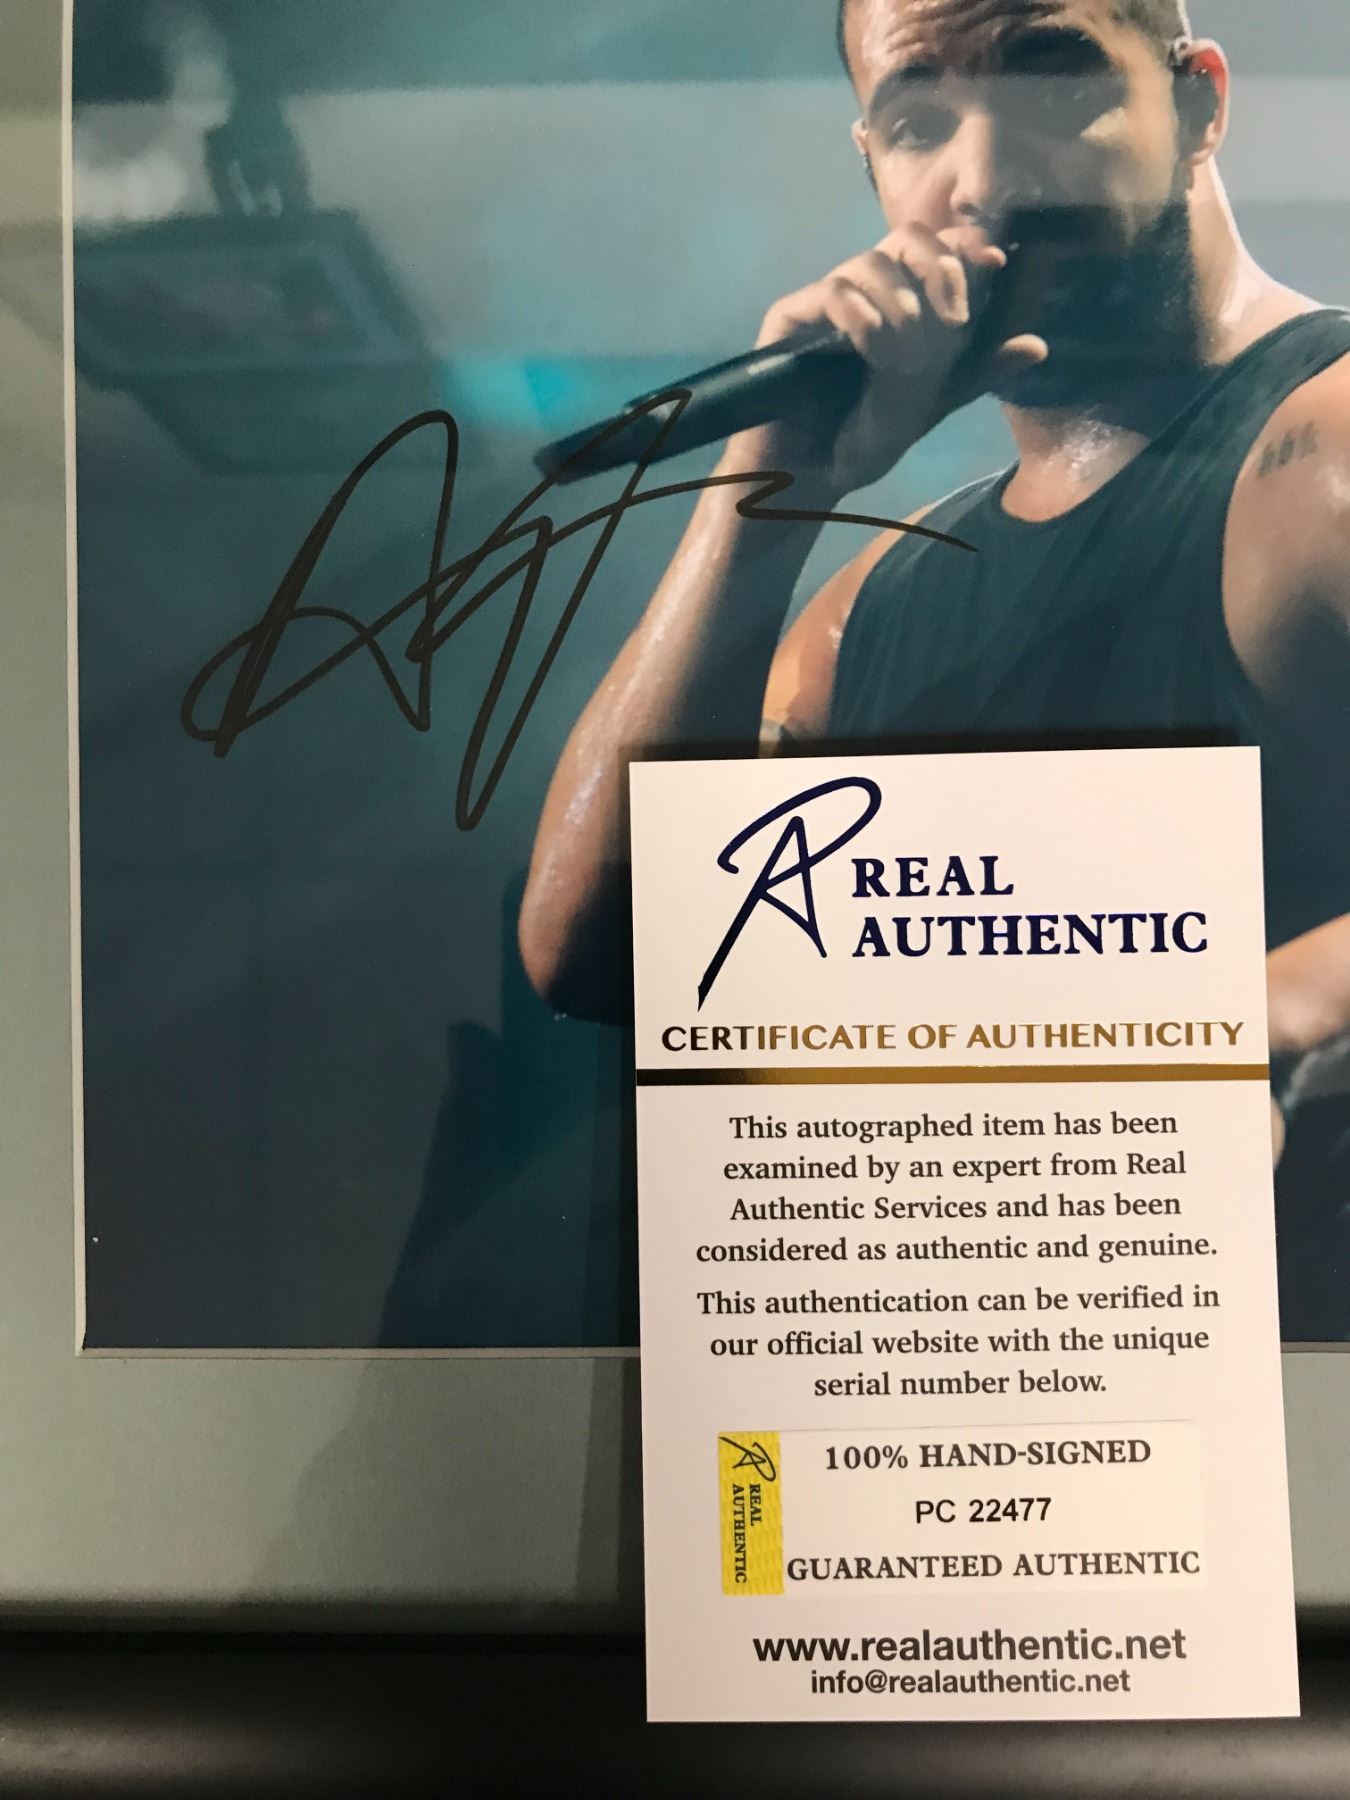 REAL
AUTHENTIC
CERTIFICATE OF AUTHENTICITY
This autographed item has been
examined by an expert from Real
Authentic Services and has been
considered as authentic and genuine.
This authentication can be verified in
our official website with the unique
serial number below.
REAL
AUTHENTIC
100% HAND-SIGNED
PC 22477
GUARANTEED AUTHENTIC
www.realauthentic.net
info@realauthentic.net